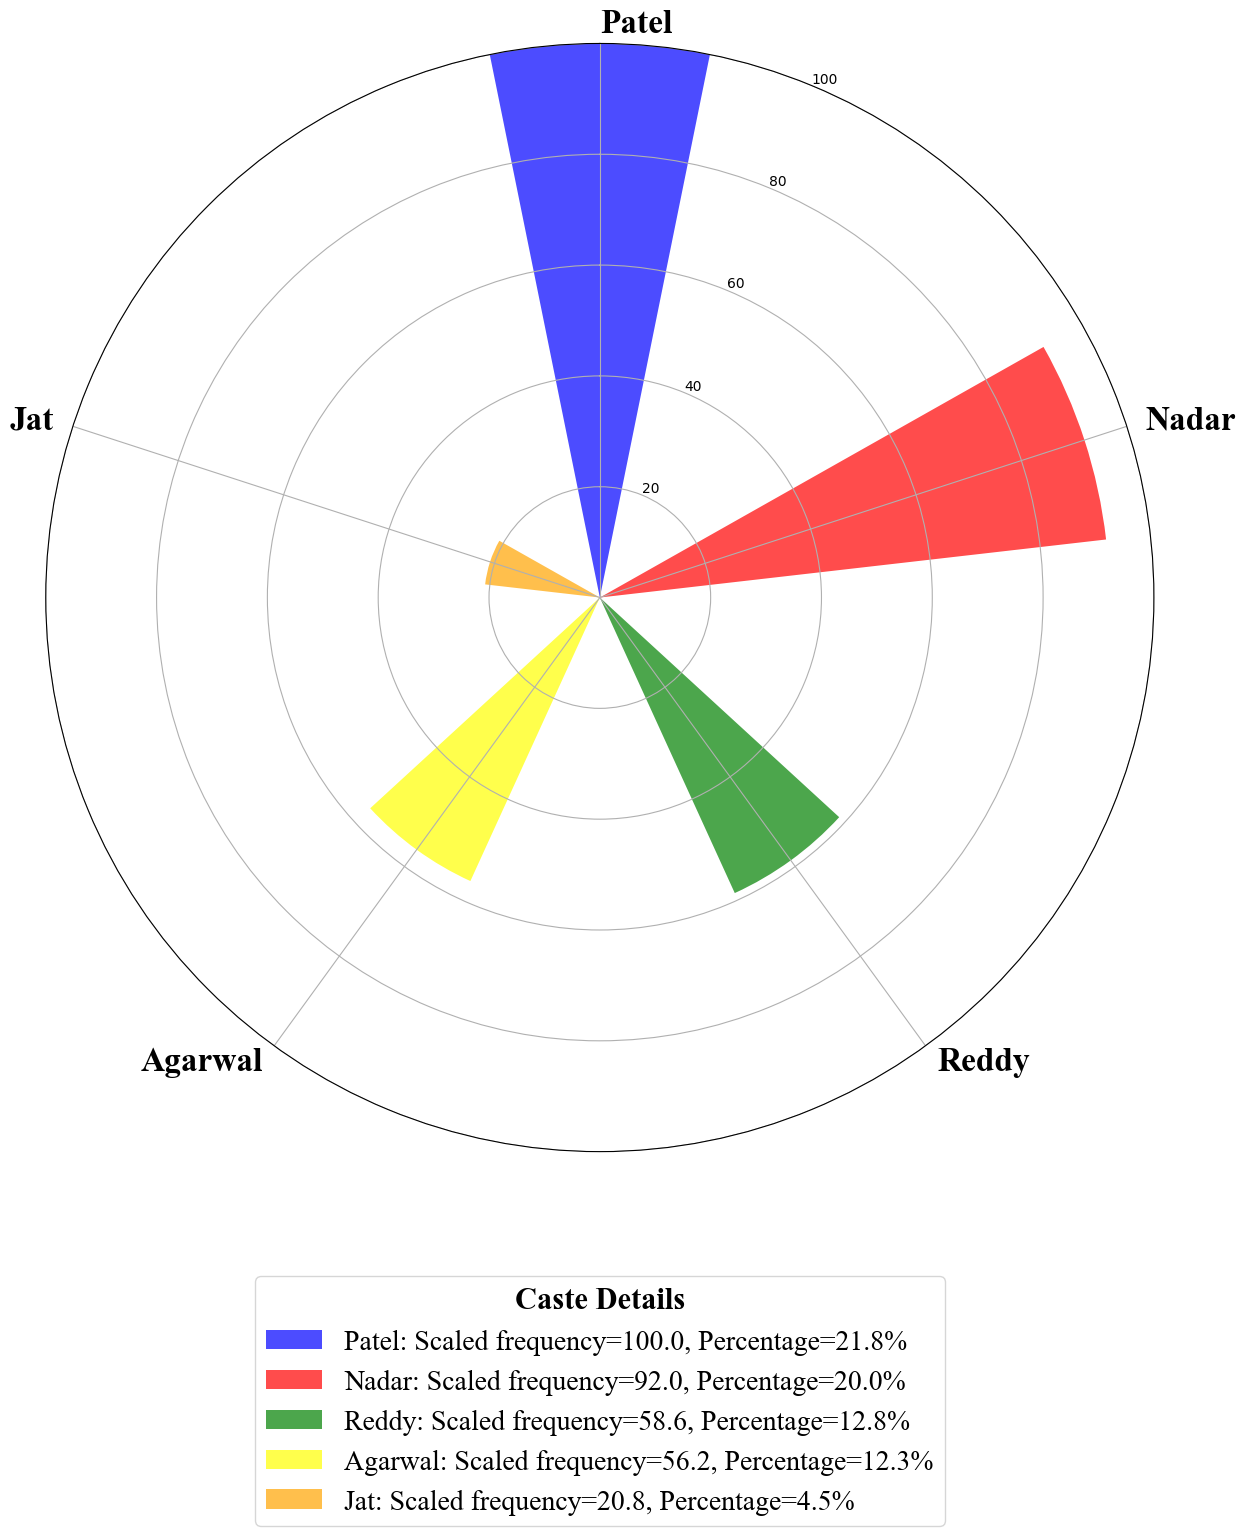 Patel
100
80
60
40
20
Jat
Nadar
Agarwal
Reddy
Caste Details
Patel: Scaled frequency=100.0, Percentage=21.8%
Nadar: Scaled frequency=92.0, Percentage=20.0%
Reddy: Scaled frequency=58.6, Percentage=12.8%
Agarwal: Scaled frequency=56.2, Percentage=12.3%
Jat: Scaled frequency=20.8, Percentage=4.5%